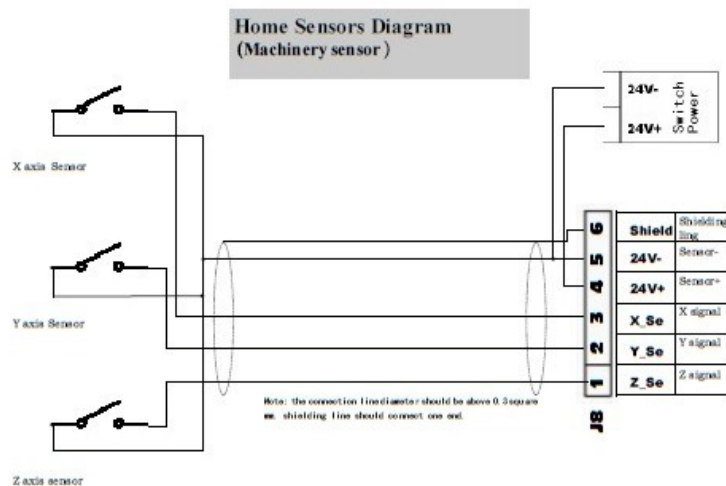 Home Sensors Diagram
(Machinery sensor)
24V-
24V+
Switch
Power
X axis Sensor
6
Shield
Shielding
ling
5
24V-
Sensor-
4
24V+
Sensor+
3
X_Se
X signal
2
Y_Se
Y signal
1
Z_Se
Z signal
J8
Y axis Sensor
Note: the connection linediameter should be above 0.3 square
mm. shielding line should connect one end.
Z axis sensor